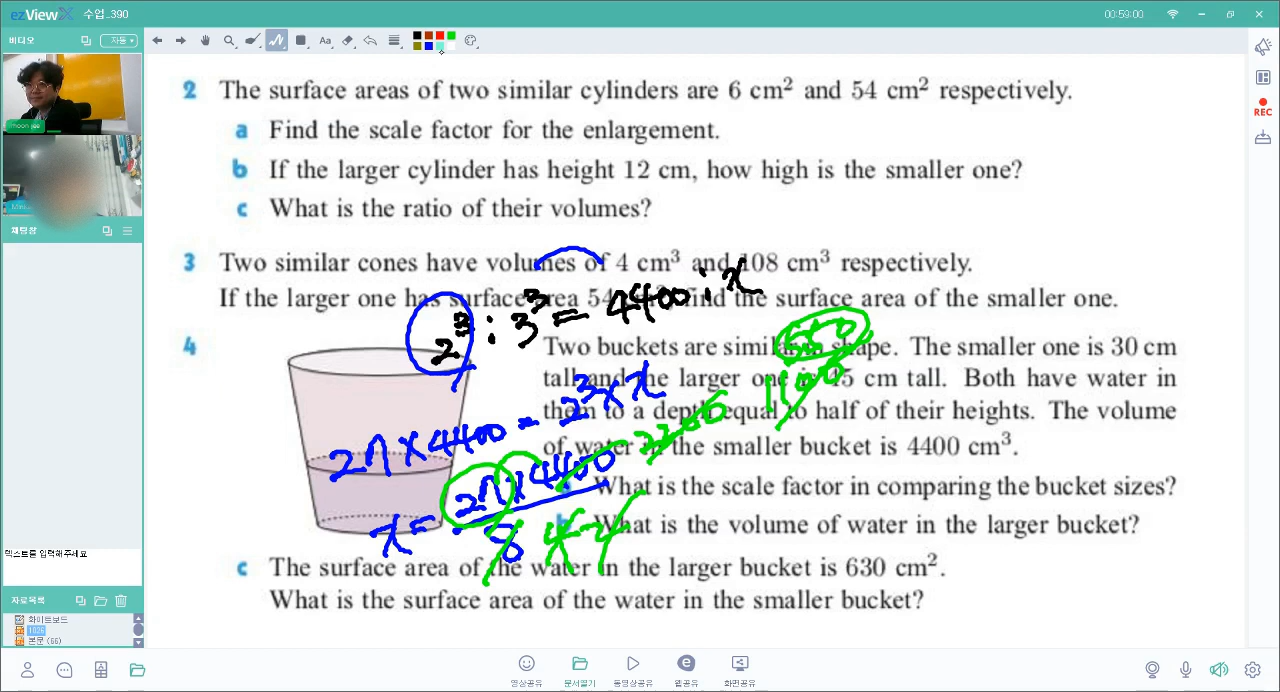 ezViewX 수업_390
00:59:00
비디오
자동
Aa
REC
moon jae
채팅창
텍스트를 입력해주세요
자료목록
화이트보드
1026
본문 (66)
2 The surface areas of two similar cylinders are 6 cm² and 54 cm² respectively.
a Find the scale factor for the enlargement.
b If the larger cylinder has height 12 cm, how high is the smaller one?
c What is the ratio of their volumes?
3 Two similar cones have volumes of 4 cm³ and 108 cm³ respectively.
If the larger one has surface area 54 find the surface area of the smaller one.
2³ : 3³ = 4400 : x
4 Two buckets are similar in shape. The smaller one is 30 cm
tall and the larger one is 45 cm tall. Both have water in
them to a depth equal to half of their heights. The volume
of water in the smaller bucket is 4400 cm³.
What is the scale factor in comparing the bucket sizes?
b What is the volume of water in the larger bucket?
c The surface area of the water in the larger bucket is 630 cm².
What is the surface area of the water in the smaller bucket?
27 × 4400 = 2³ × x
x = 27 × 4400
8 4 2
2200 1100 550
영상공유 문서열기 동영상공유 웹공유 화면공유